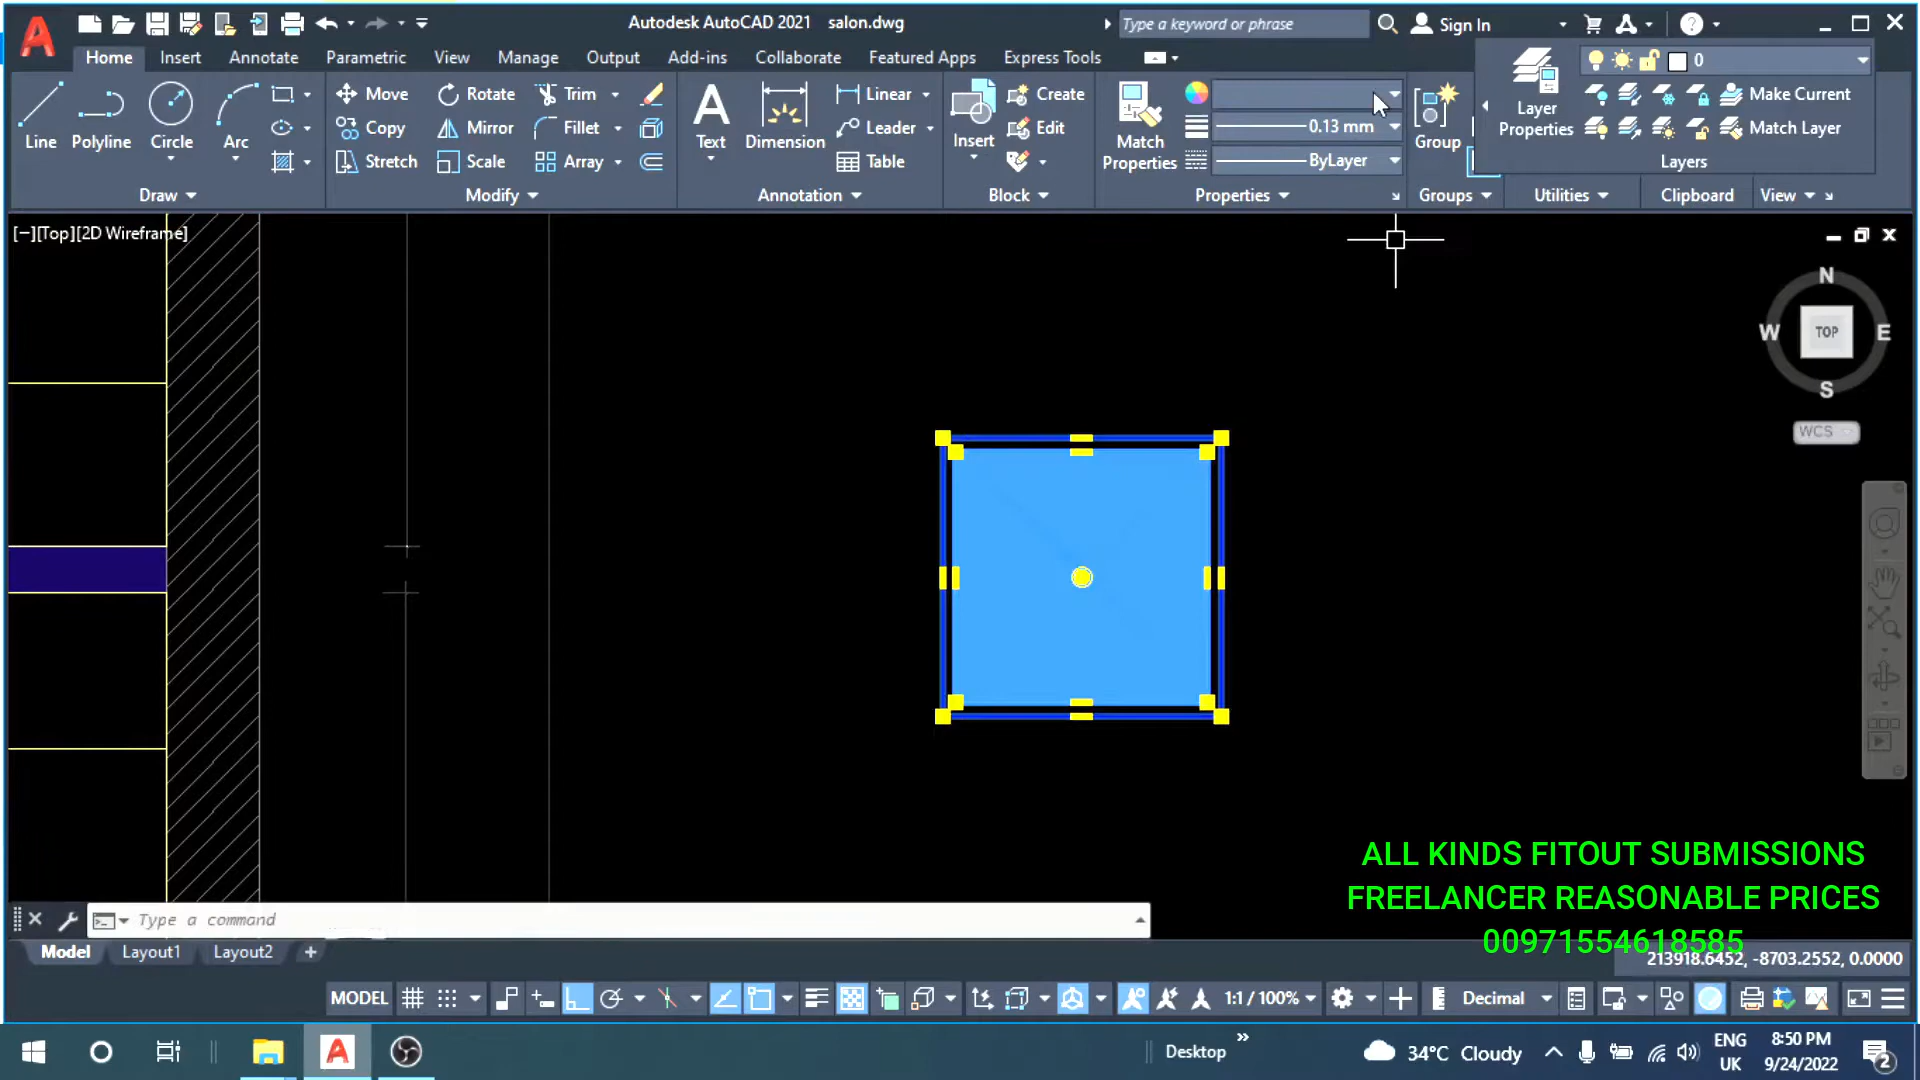 Autodesk AutoCAD 2021 salon.dwg
Type a keyword or phrase
Sign In
Home Insert Annotate Parametric View Manage Output Add-ins Collaborate Featured Apps Express Tools
Line
Polyline
Circle
Arc
Move
Copy
Stretch
Rotate
Mirror
Scale
Trim
Fillet
Array
Text
Dimension
Linear
Leader
Table
Insert
Create
Edit
Match
Properties
0.13 mm
ByLayer
Group
Layer
Properties
0
Make Current
Match Layer
Layers
Draw Modify Annotation Block Properties Groups Utilities Clipboard View
[−][Top][2D Wireframe]
N
W TOP E
S
WCS
ALL KINDS FITOUT SUBMISSIONS
FREELANCER REASONABLE PRICES
00971554618585
Type a command
Model Layout1 Layout2 +
213918.6452, -8703.2552, 0.0000
MODEL 1:1 / 100% Decimal
Desktop
34°C Cloudy
ENG
UK
8:50 PM
9/24/2022
2